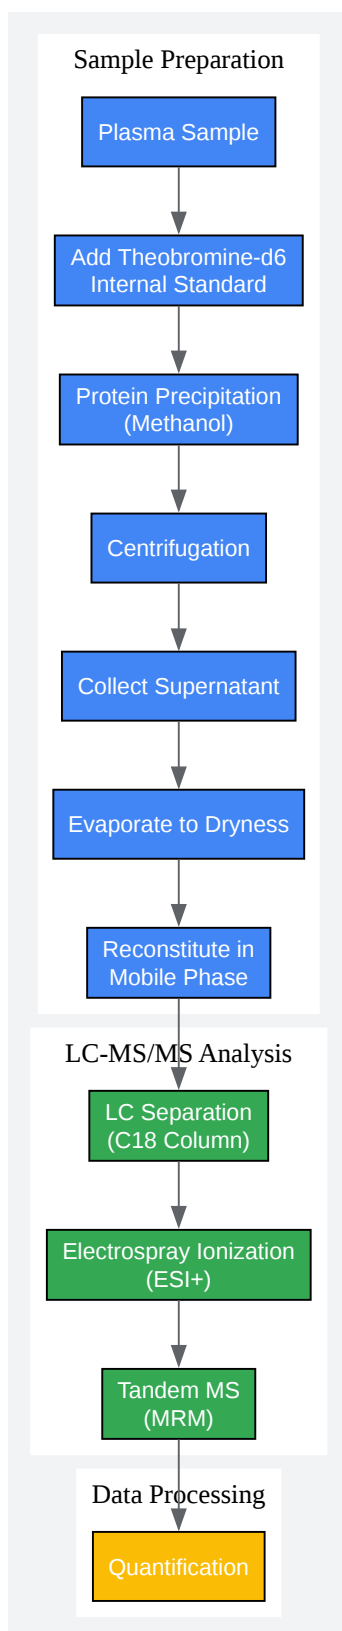 Sample Preparation
Plasma Sample
Add Theobromine-d6
Internal Standard
Protein Precipitation
(Methanol)
Centrifugation
Collect Supernatant
Evaporate to Dryness
Reconstitute in
Mobile Phase
LC-MS/MS Analysis
LC Separation
(C18 Column)
Electrospray Ionization
(ESI+)
Tandem MS
(MRM)
Data Processing
Quantification